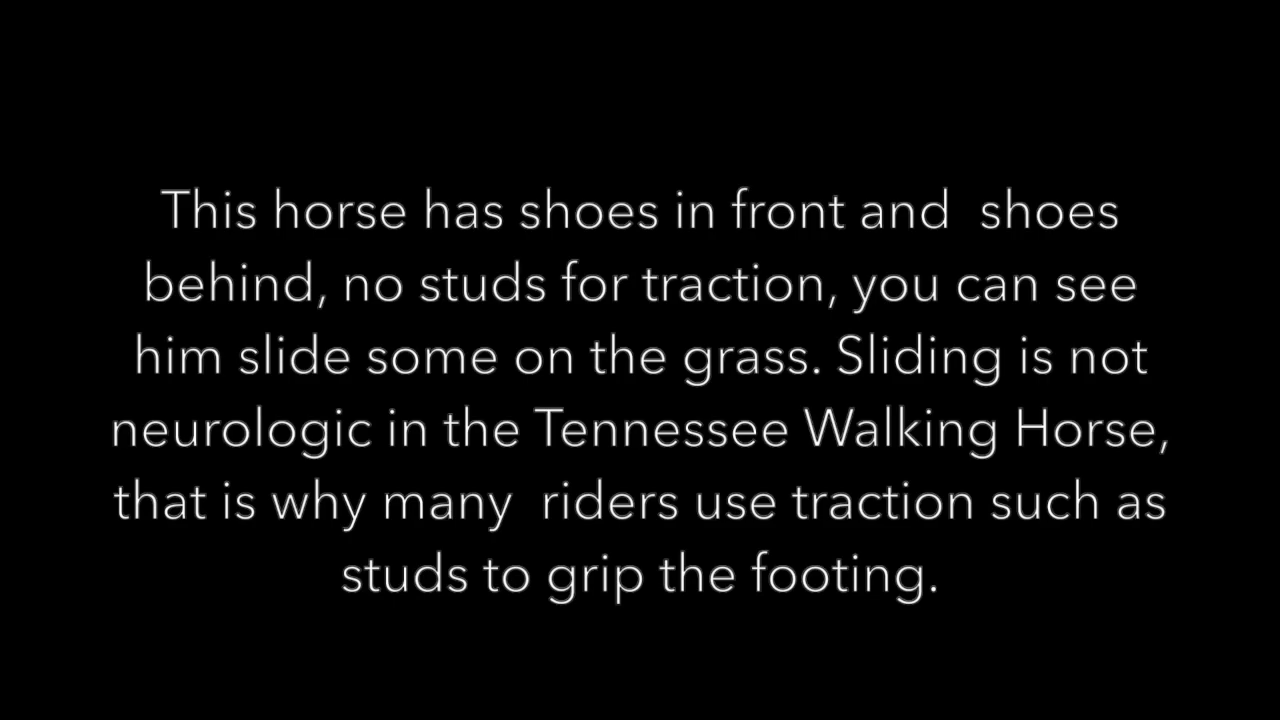 This horse has shoes in front and  shoes
behind, no studs for traction, you can see
him slide some on the grass. Sliding is not
neurologic in the Tennessee Walking Horse,
that is why many  riders use traction such as
studs to grip the footing.